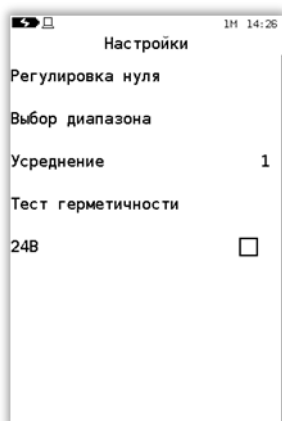 1М 14:26
Настройки
Регулировка нуля
Выбор диапазона
Усреднение 1
Тест герметичности
24В